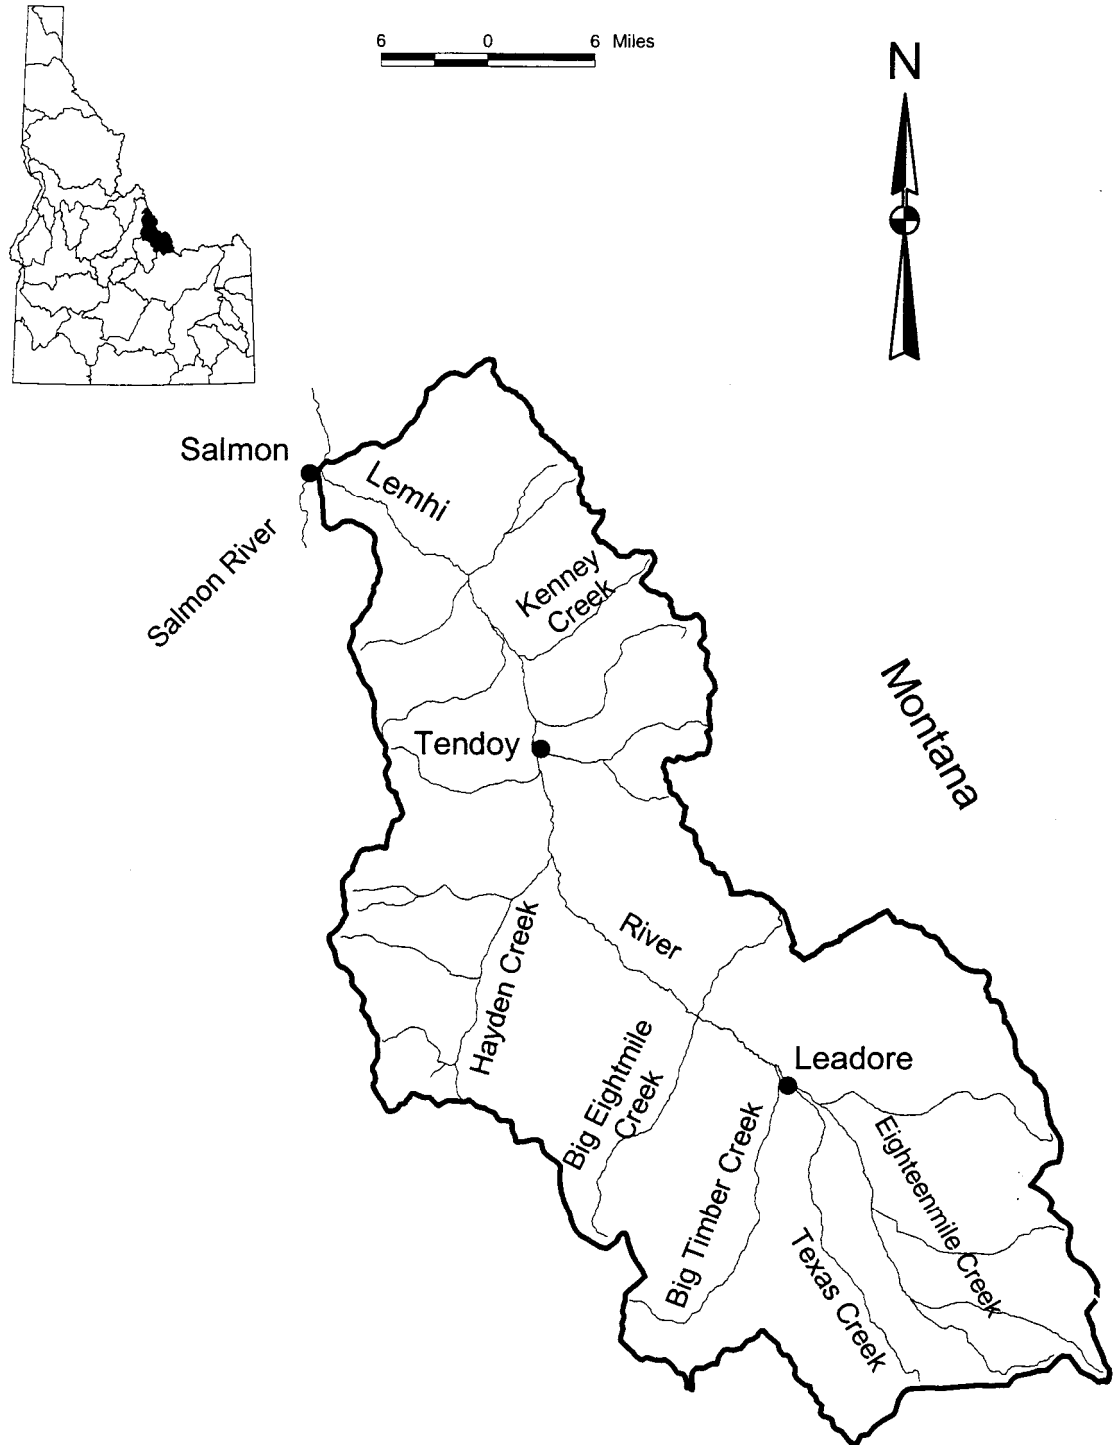 6 0 6 Miles
N
Salmon
Lemhi
Salmon River
Kenney
Creek
Montana
Tendoy
River
Hayden Creek
Leadore
Big Eightmile
Creek
Big Timber Creek
Eighteenmile Creek
Texas Creek